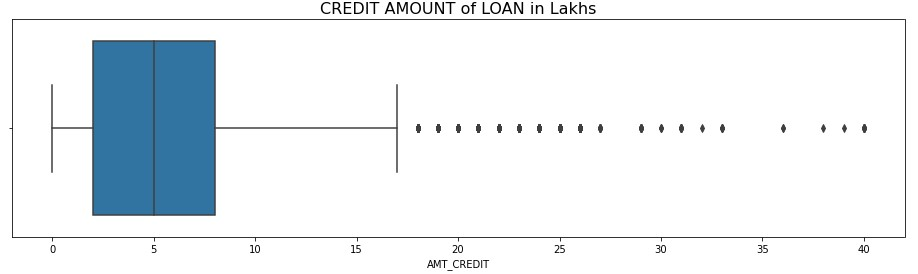 CREDIT AMOUNT of LOAN in Lakhs
0 5 10 15 20 25 30 35 40
AMT_CREDIT